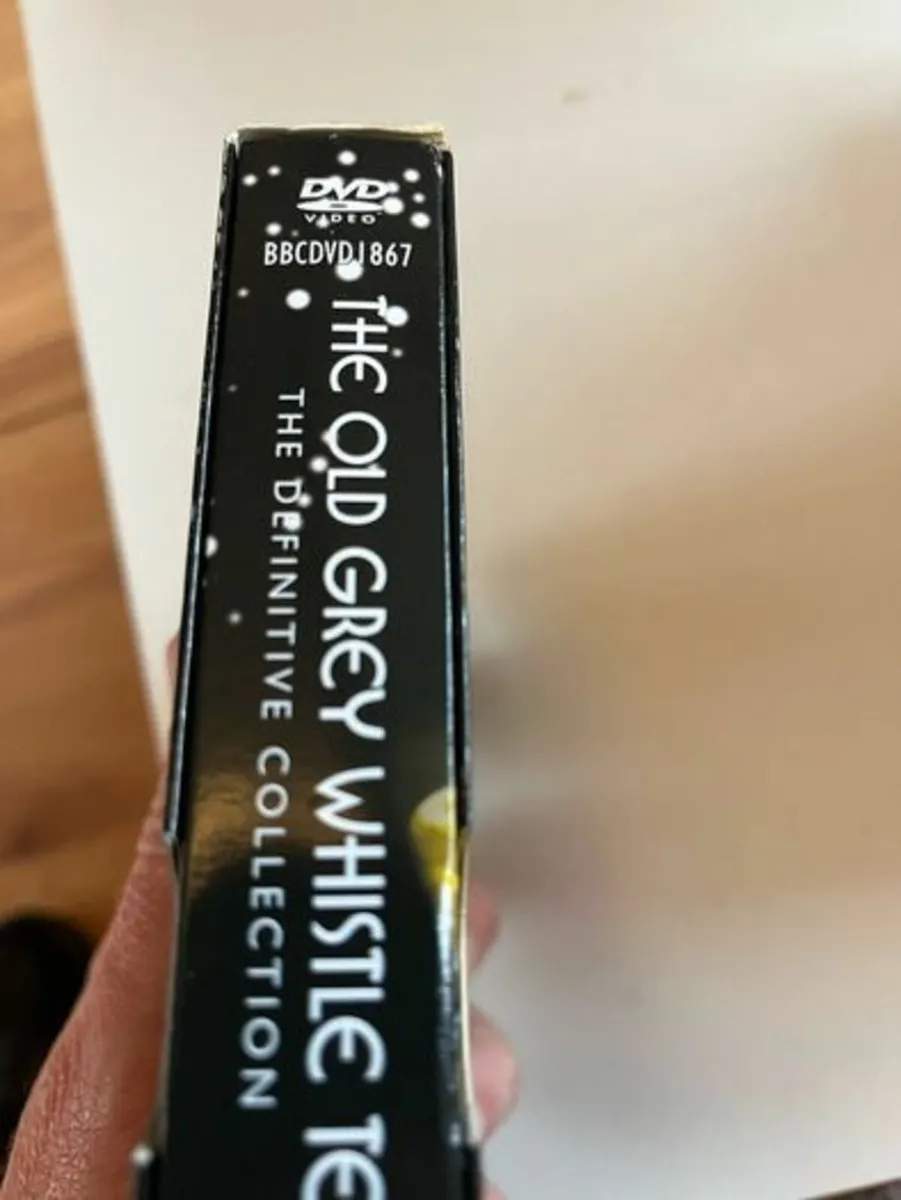 DVD
VIDEO
BBCDVD1867
THE OLD GREY WHISTLE TE
THE DEFINITIVE COLLECTION